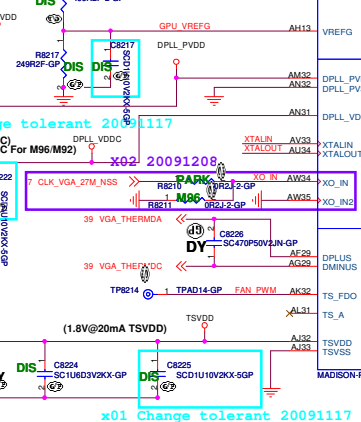 DIS
GPU_VREFG
AH13
VREFG
VDD
R8217
249R2F-GP
DIS
C8217
DIS
DPLL_PVDD
AM32
AN32
AN31
DPLL_PV
DPLL_PV
DPLL_VD
ge tolerant 20091117
C For M96/M92)
DPLL_VDDC
XTALIN
XTALOUT
AV33
AU34
XTALIN
XTALOUT
X02 20091208
222
7 CLK_VGA_27M_NSS
PARK
R8210
0R2J-2-GP
M96
R8211
0R2J-2-GP
XO_IN
AW34
AW35
XO_IN
XO_IN2
39 VGA_THERMDA
C8226
SC470P50V2JN-GP
DY
39 VGA_THERMDC
AF29
AG29
DPLUS
DMINUS
TP8214
1
TPAD14-GP
FAN_PWM
AK32
AL31
TS_FDO
TS_A
(1.8V@20mA TSVDD)
TSVDD
AJ32
AJ33
TSVDD
TSVSS
DIS
C8224
SC1U6D3V2KX-GP
DIS
C8225
SCD1U10V2KX-5GP
MADISON-P
x01 Change tolerant 20091117